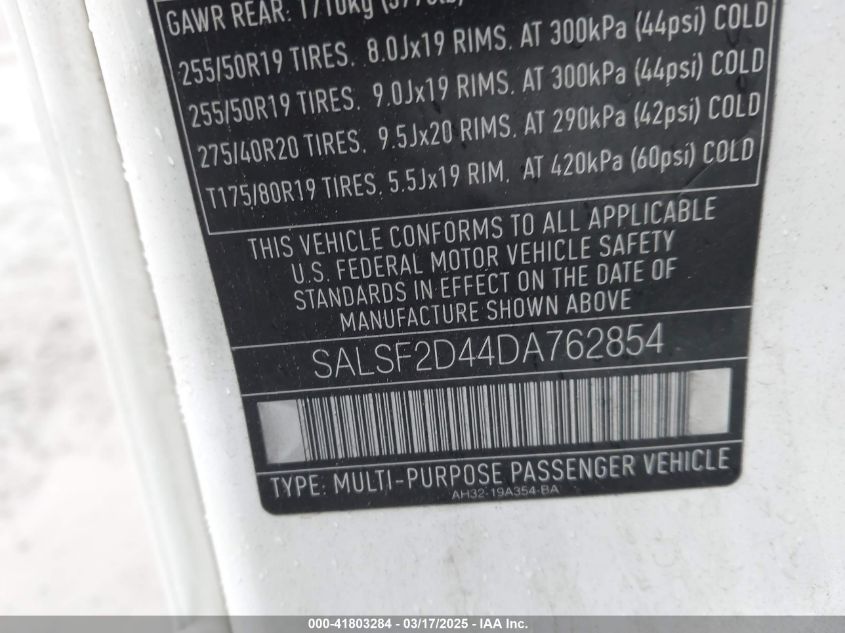 GAWR REAR: 1710kg
255/50R19 TIRES. 8.0Jx19 RIMS. AT 300kPa (44psi) COLD
255/50R19 TIRES. 9.0Jx19 RIMS. AT 300kPa (44psi) COLD
275/40R20 TIRES. 9.5Jx20 RIMS. AT 290kPa (42psi) COLD
T175/80R19 TIRES. 5.5Jx19 RIM. AT 420kPa (60psi) COLD
THIS VEHICLE CONFORMS TO ALL APPLICABLE
U.S. FEDERAL MOTOR VEHICLE SAFETY
STANDARDS IN EFFECT ON THE DATE OF
MANUFACTURE SHOWN ABOVE
SALSF2D44DA762854
TYPE: MULTI-PURPOSE PASSENGER VEHICLE
AH32-19A354-BA
000-41803284 - 03/17/2025 - IAA Inc.